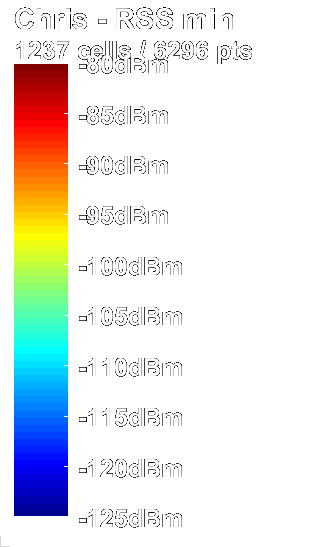 Chris - RSS min
1237 cells / 6296 pts
-80dBm
-85dBm
-90dBm
-95dBm
-100dBm
-105dBm
-110dBm
-115dBm
-120dBm
-125dBm